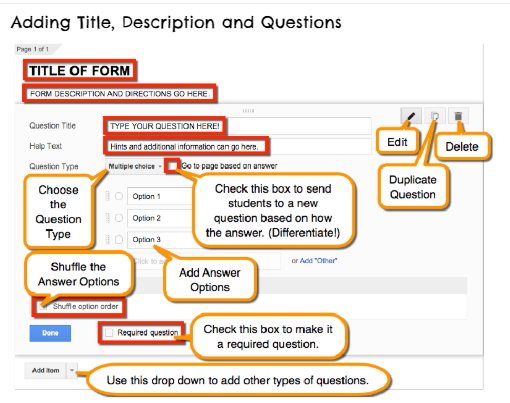 Adding Title, Description and Questions
Page 1 of 1
TITLE OF FORM
FORM DESCRIPTION AND DIRECTIONS GO HERE.
Question Title
TYPE YOUR QUESTION HERE!
Help Text
Hints and additional information can go here.
Edit
Delete
Question Type
Multiple choice
Go to page based on answer
Duplicate
Question
Choose
the
Question
Type
Option 1
Option 2
Option 3
Check this box to send
students to a new
question based on how
the answer. (Differentiate!)
Click to a
or Add "Other"
Shuffle the
Answer Options
Add Answer
Options
Shuffle option order
Done
Required question
Check this box to make it
a required question.
Add Item
Use this drop down to add other types of questions.